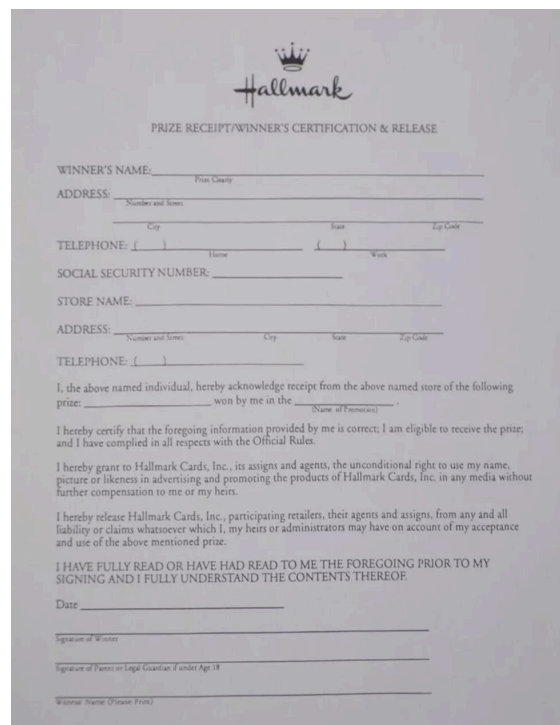 Hallmark
PRIZE RECEIPT/WINNER'S CERTIFICATION & RELEASE
WINNER'S NAME:
Print Clearly
ADDRESS:
Number and Street
City State Zip Code
TELEPHONE: ( ) ( )
Home Work
SOCIAL SECURITY NUMBER:
STORE NAME:
ADDRESS:
Number and Street City State Zip Code
TELEPHONE: ( )
I, the above named individual, hereby acknowledge receipt from the above named store of the following
prize: won by me in the .
(Name of Promotion)
I hereby certify that the foregoing information provided by me is correct; I am eligible to receive the prize;
and I have complied in all respects with the Official Rules.
I hereby grant to Hallmark Cards, Inc., its assigns and agents, the unconditional right to use my name,
picture or likeness in advertising and promoting the products of Hallmark Cards, Inc. in any media without
further compensation to me or my heirs.
I hereby release Hallmark Cards, Inc., participating retailers, their agents and assigns, from any and all
liability or claims whatsoever which I, my heirs or administrators may have on account of my acceptance
and use of the above mentioned prize.
I HAVE FULLY READ OR HAVE HAD READ TO ME THE FOREGOING PRIOR TO MY
SIGNING AND I FULLY UNDERSTAND THE CONTENTS THEREOF.
Date
Signature of Winner
Signature of Parent or Legal Guardian if under Age 18
Witness' Name (Please Print)